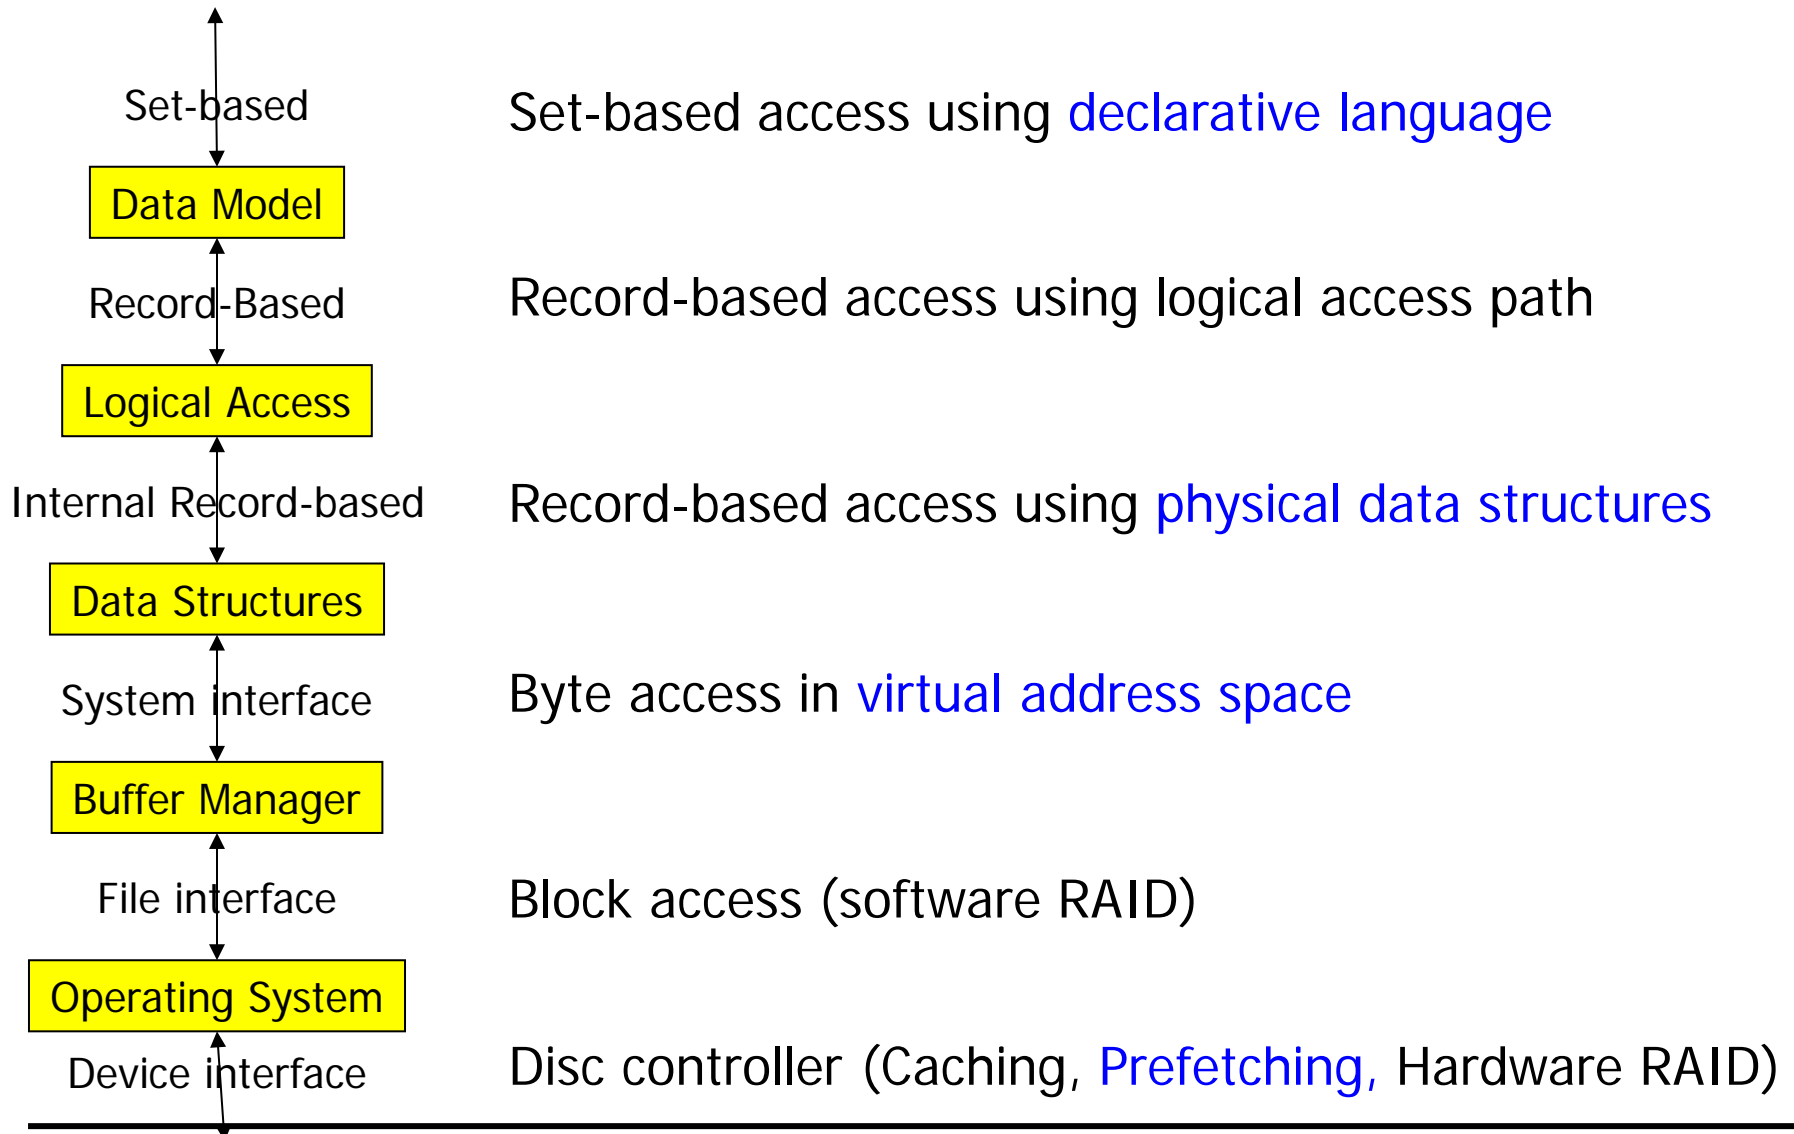 Set-based
Set-based access using declarative language
Data Model
Record-Based
Record-based access using logical access path
Logical Access
Internal Record-based
Record-based access using physical data structures
Data Structures
System interface
Byte access in virtual address space
Buffer Manager
File interface
Block access (software RAID)
Operating System
Device interface
Disc controller (Caching, Prefetching, Hardware RAID)